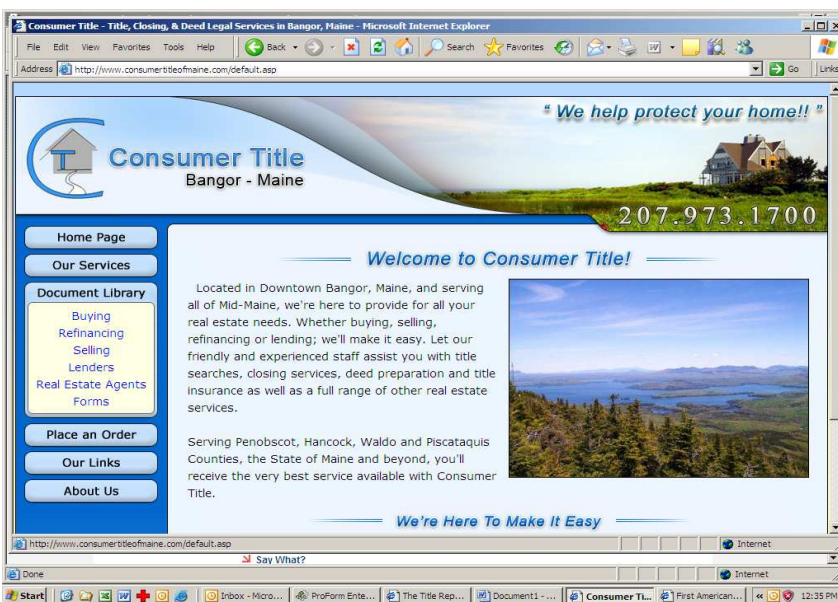 Consumer Title - Title, Closing, & Deed Legal Services in Bangor, Maine - Microsoft Internet Explorer
File Edit View Favorites Tools Help Back Search Favorites
Address http://www.consumertitleofmaine.com/default.asp Go Links
“ We help protect your home!! ”
Consumer Title
Bangor - Maine
207.973.1700
Home Page
Our Services
Document Library
Buying
Refinancing
Selling
Lenders
Real Estate Agents
Forms
Place an Order
Our Links
About Us
Welcome to Consumer Title!
Located in Downtown Bangor, Maine, and serving
all of Mid-Maine, we're here to provide for all your
real estate needs. Whether buying, selling,
refinancing or lending; we'll make it easy. Let our
friendly and experienced staff assist you with title
searches, closing services, deed preparation and title
insurance as well as a full range of other real estate
services.
Serving Penobscot, Hancock, Waldo and Piscataquis
Counties, the State of Maine and beyond, you'll
receive the very best service available with Consumer
Title.
We're Here To Make It Easy
http://www.consumertitleofmaine.com/default.asp Internet
Say What?
Done Internet
Start Inbox - Micro... ProForm Ente... The Title Rep... Document1 - ... Consumer Ti... First American... 12:35 P